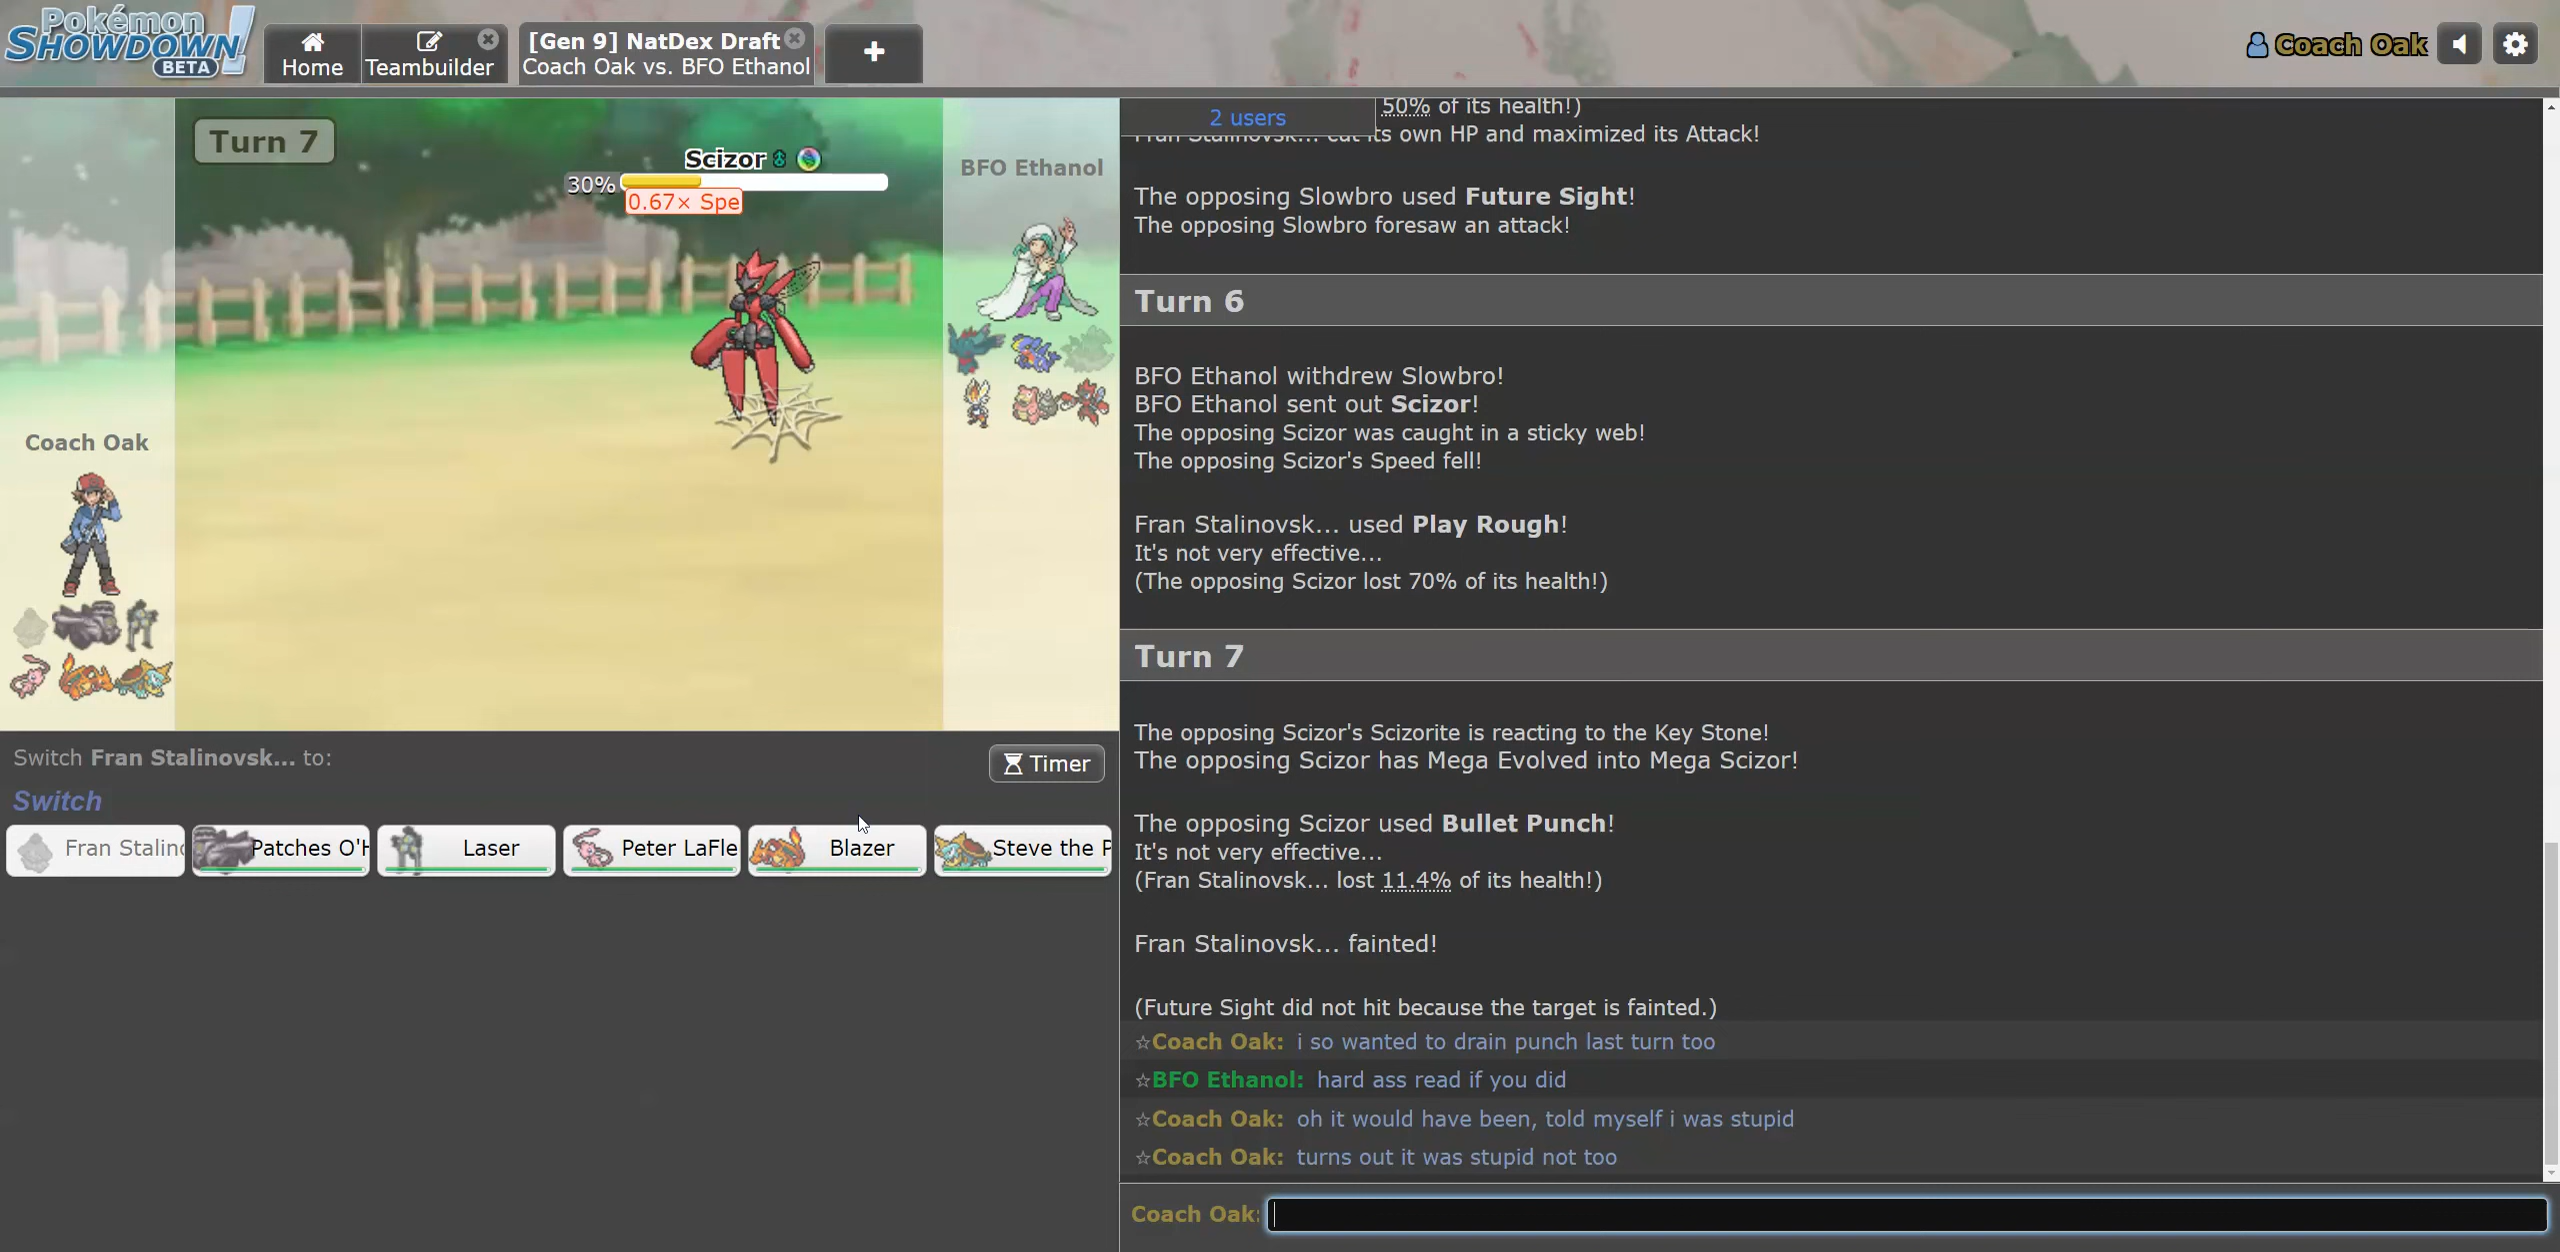 Pokémon
SHOWDOWN!
BETA
Home
Teambuilder
[Gen 9] NatDex Draft
Coach Oak vs. BFO Ethanol
Coach Oak
Turn 7
Scizor
30%
0.67× Spe
BFO Ethanol
Coach Oak
Switch Fran Stalinovsk... to:
Timer
Switch
Fran Stalino
Patches O'H
Laser
Peter LaFle
Blazer
Steve the P
2 users
50% of its health!)
Fran Stalinovsk... cut its own HP and maximized its Attack!
The opposing Slowbro used Future Sight!
The opposing Slowbro foresaw an attack!
Turn 6
BFO Ethanol withdrew Slowbro!
BFO Ethanol sent out Scizor!
The opposing Scizor was caught in a sticky web!
The opposing Scizor's Speed fell!
Fran Stalinovsk... used Play Rough!
It's not very effective...
(The opposing Scizor lost 70% of its health!)
Turn 7
The opposing Scizor's Scizorite is reacting to the Key Stone!
The opposing Scizor has Mega Evolved into Mega Scizor!
The opposing Scizor used Bullet Punch!
It's not very effective...
(Fran Stalinovsk... lost 11.4% of its health!)
Fran Stalinovsk... fainted!
(Future Sight did not hit because the target is fainted.)
☆Coach Oak: i so wanted to drain punch last turn too
☆BFO Ethanol: hard ass read if you did
☆Coach Oak: oh it would have been, told myself i was stupid
☆Coach Oak: turns out it was stupid not too
Coach Oak: